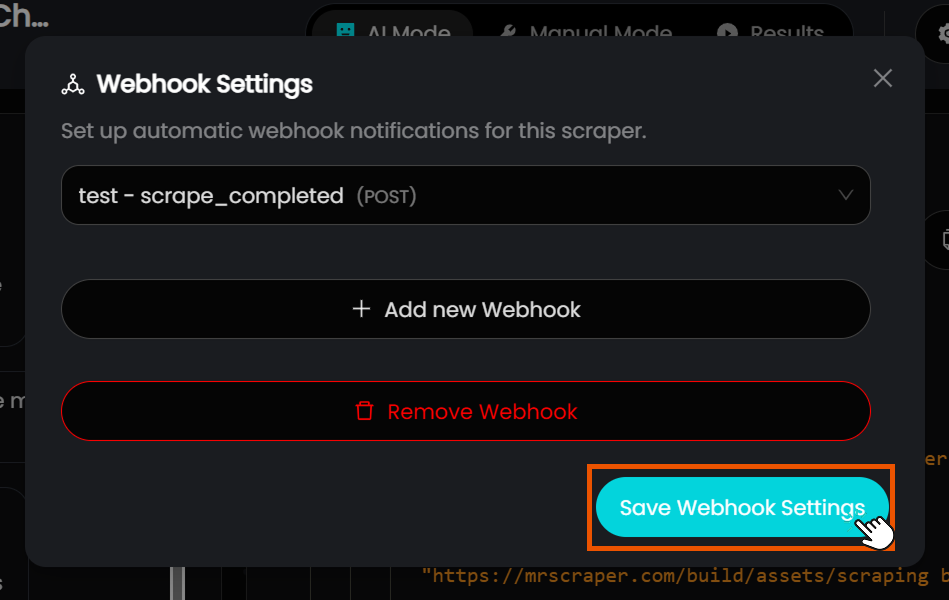 Ch...
AI Mode
Manual Mode
Results
Webhook Settings
Set up automatic webhook notifications for this scraper.
test - scrape_completed (POST)
+ Add new Webhook
Remove Webhook
Save Webhook Settings
"https://mrscraper.com/build/assets/scraping b